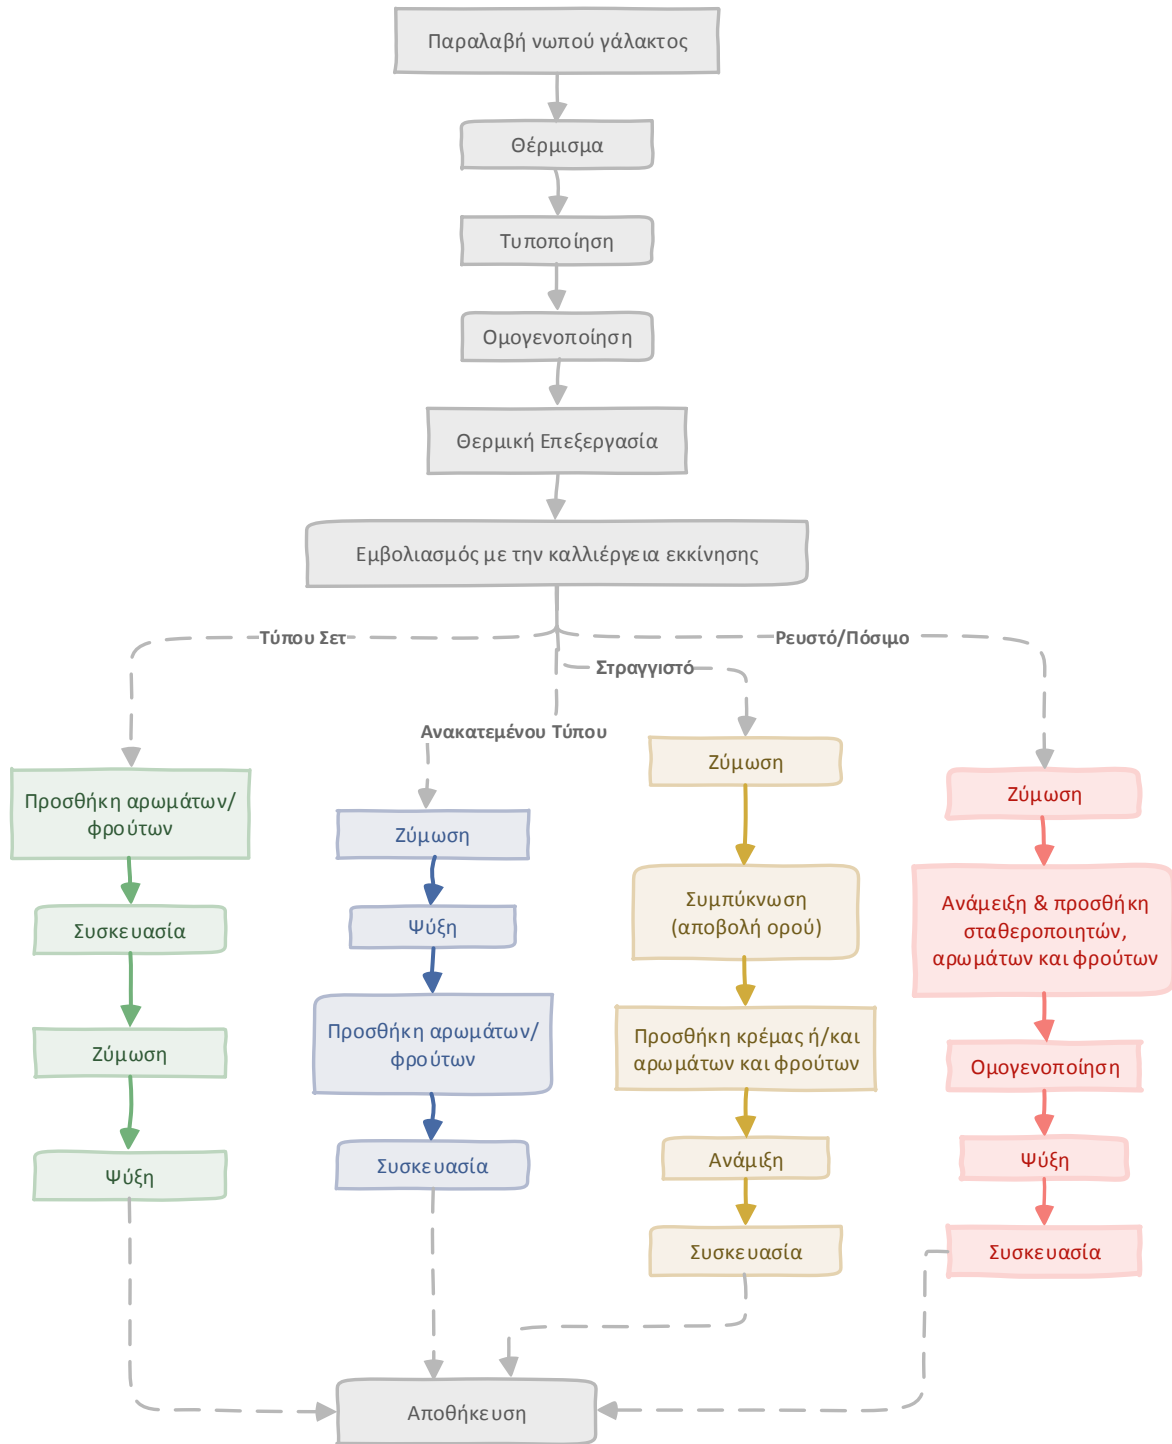 Παραλαβή νωπού γάλακτος
Θέρμισμα
Τυποποίηση
Ομογενοποίηση
Θερμική Επεξεργασία
Εμβολιασμός με την καλλιέργεια εκκίνησης
Τύπου Σετ
Ρευστό/Πόσιμο
Στραγγιστό
Ανακατεμένου Τύπου
Προσθήκη αρωμάτων/
φρούτων
Συσκευασία
Ζύμωση
Ψύξη
Ζύμωση
Ψύξη
Προσθήκη αρωμάτων/
φρούτων
Συσκευασία
Ζύμωση
Συμπύκνωση
(αποβολή ορού)
Προσθήκη κρέμας ή/και
αρωμάτων και φρούτων
Ανάμιξη
Συσκευασία
Ζύμωση
Ανάμειξη & προσθήκη
σταθεροποιητών,
αρωμάτων και φρούτων
Ομογενοποίηση
Ψύξη
Συσκευασία
Αποθήκευση